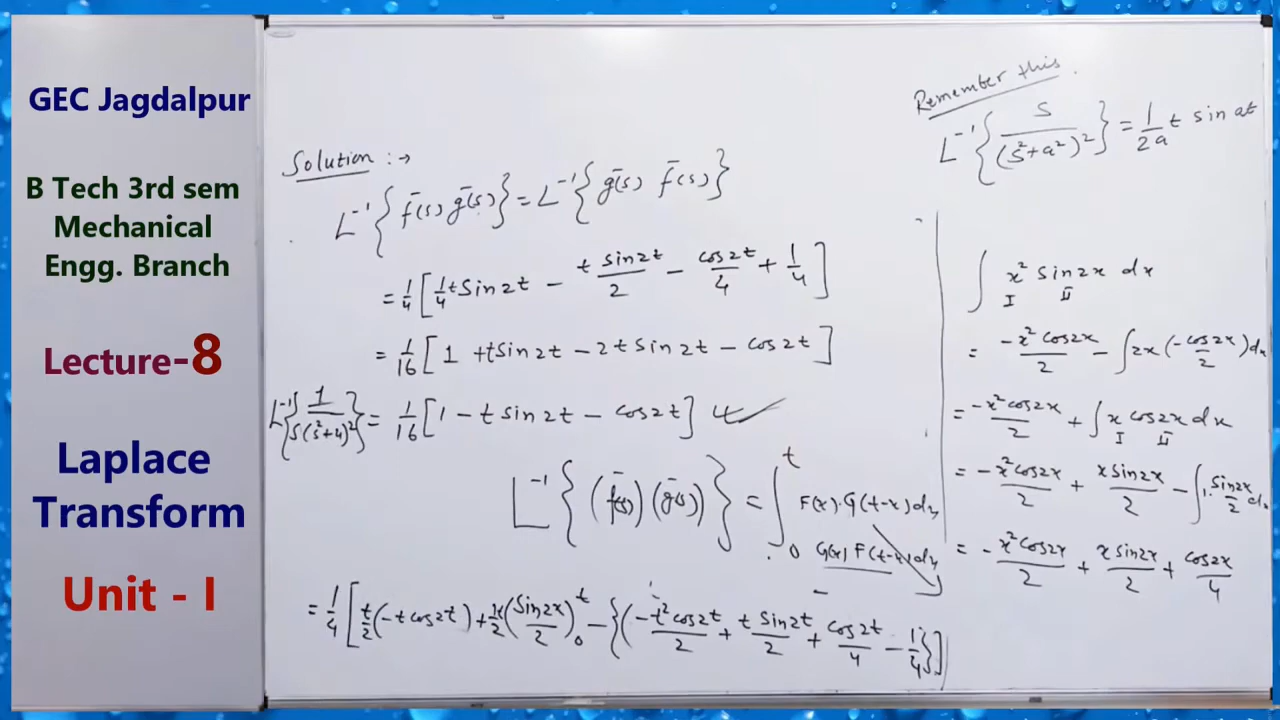 GEC Jagdalpur
B Tech 3rd sem
Mechanical
Engg. Branch
Lecture-8
Laplace
Transform
Unit - I
Solution :→
L⁻¹{f̄(s) ḡ(s)} = L⁻¹{ḡ(s) f̄(s)}
= 1/4 [1/4 t Sin 2t - t sin2t/2 - cos2t/4 + 1/4]
= 1/16 [1 + t Sin 2t - 2t Sin 2t - cos 2t]
L⁻¹{1/S(s²+4)²} = 1/16 [1 - t sin 2t - cos 2t]
L⁻¹{(f̄(s)) (ḡ(s))} = ∫₀ᵗ F(x).G(t-x)dx
G(x) F(t-x)dx
= 1/4 [t/2 (-t cos2t) + t/2 (Sin2x/2)₀ᵗ - {(-t² cos2t/2 + t sin2t/2 + cos2t/4 - 1/4}]
Remember this.
L⁻¹{S/(s²+a²)²} = 1/2a t sin at
∫ x² sin 2x dx
I II
= -x² cos2x/2 - ∫2x (-cos2x/2) dx
= -x² cos2x/2 + ∫ x cos2x dx
I II
= -x² cos2x/2 + x sin2x/2 - ∫1. Sin2x/2 dx
= -x² cos2x/2 + x sin2x/2 + cos2x/4